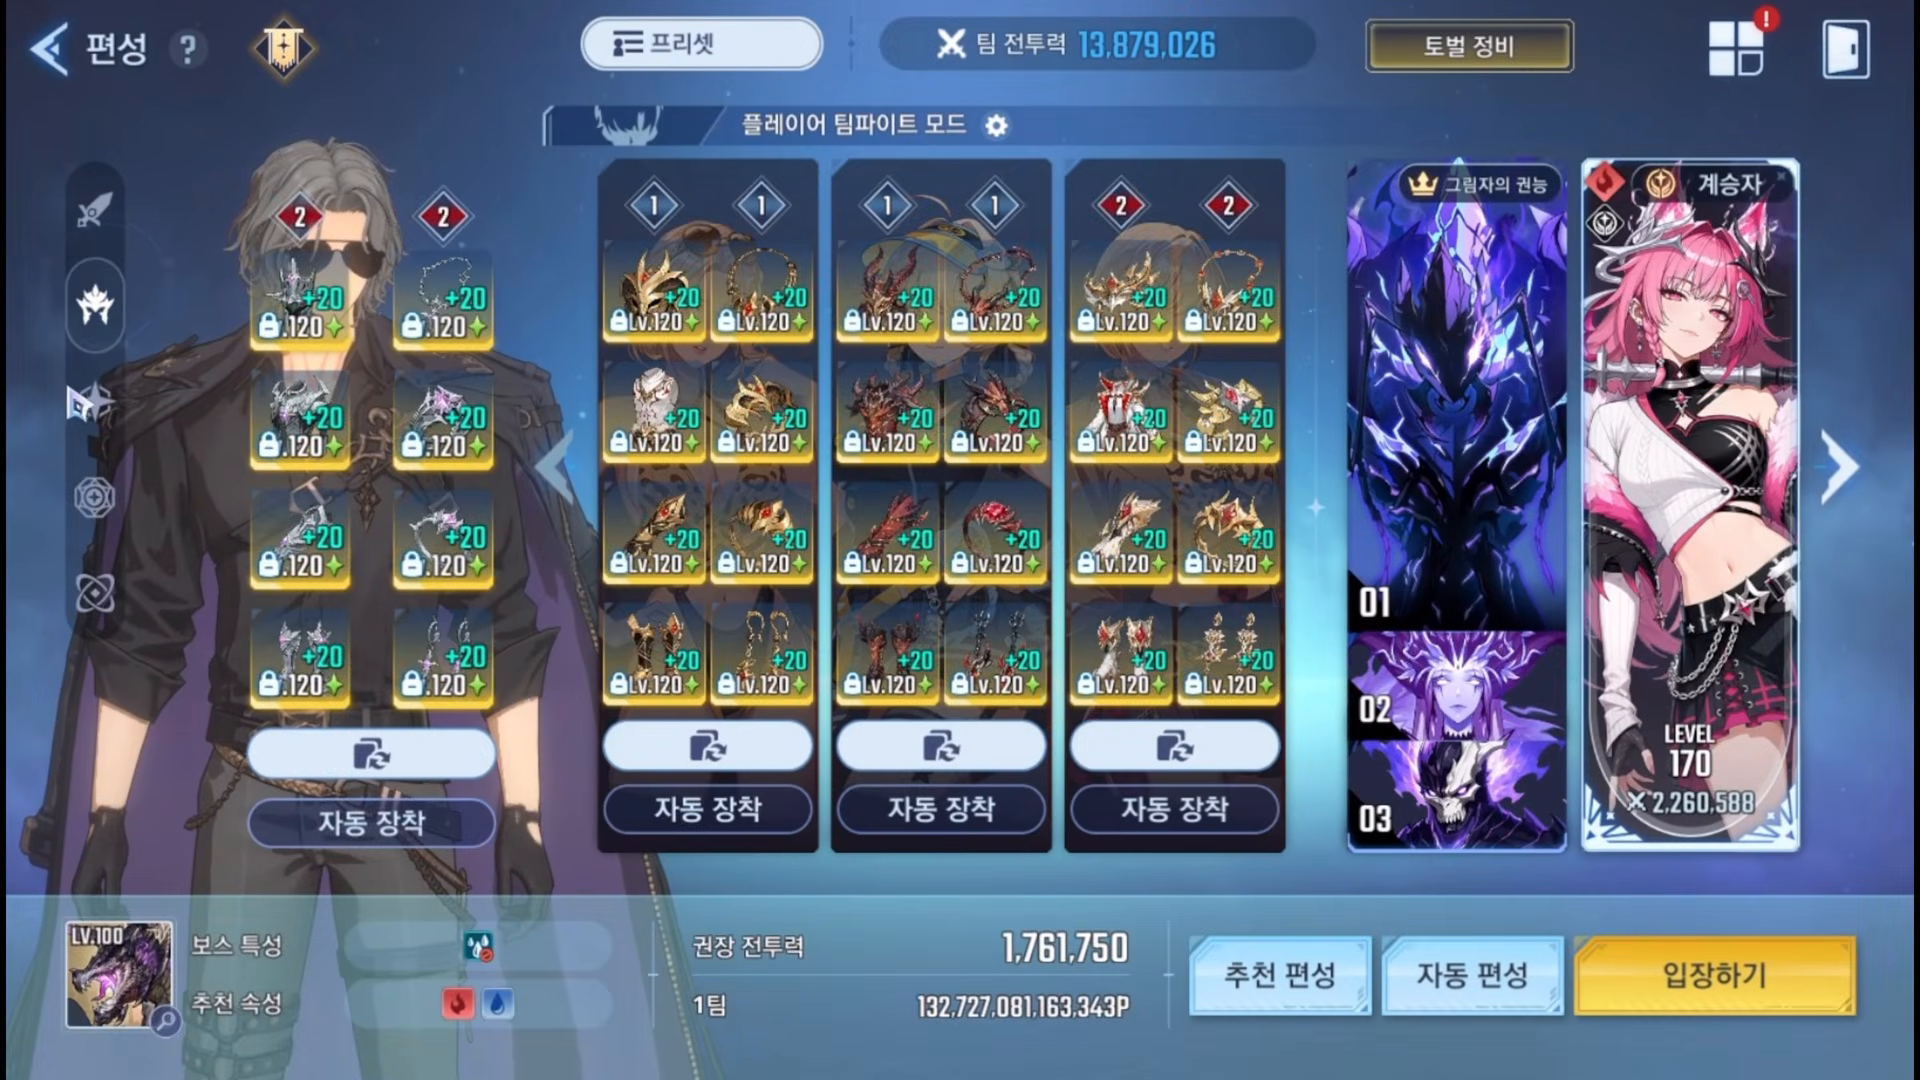 편성 ?
프리셋
팀 전투력 13,879,026
토벌 정비
!
플레이어 팀파이트 모드
2 2
+20 +20
.120 .120
+20 +20
.120 .120
+20 +20
.120 .120
+20 +20
.120 .120
자동 장착
1 1
+20 +20
Lv.120 Lv.120
+20 +20
Lv.120 Lv.120
+20 +20
Lv.120 Lv.120
+20 +20
Lv.120 Lv.120
자동 장착
1 1
+20 +20
Lv.120 Lv.120
+20 +20
Lv.120 Lv.120
+20 +20
Lv.120 Lv.120
+20 +20
Lv.120 Lv.120
자동 장착
2 2
+20 +20
Lv.120 Lv.120
+20 +20
Lv.120 Lv.120
+20 +20
Lv.120 Lv.120
+20 +20
Lv.120 Lv.120
자동 장착
그림자의 권능
01
02
03
계승자
LEVEL
170
2,260,588
LV.100
보스 특성
추천 속성
권장 전투력 1,761,750
1팀 132,727,081,163,343P
추천 편성
자동 편성
입장하기